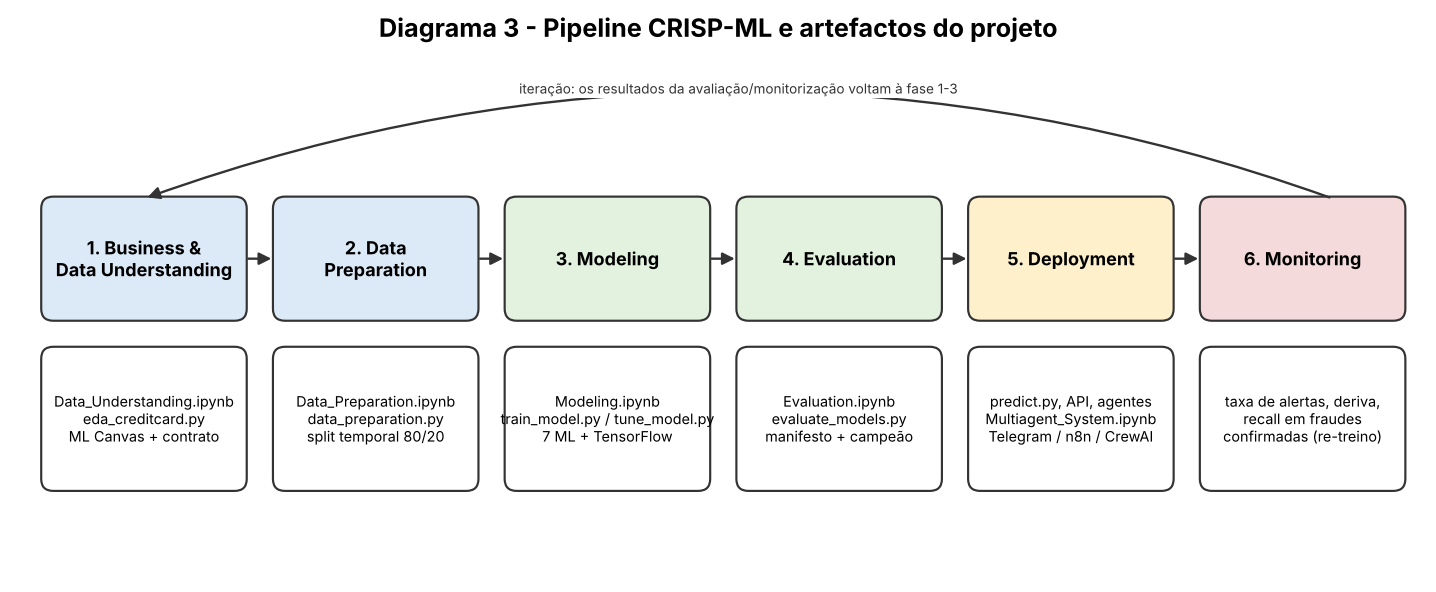 Diagrama 3 - Pipeline CRISP-ML e artefactos do projeto
iteração: os resultados da avaliação/monitorização voltam à fase 1-3
1. Business &
Data Understanding
2. Data
Preparation
3. Modeling
4. Evaluation
5. Deployment
6. Monitoring
Data_Understanding.ipynb
eda_creditcard.py
ML Canvas + contrato
Data_Preparation.ipynb
data_preparation.py
split temporal 80/20
Modeling.ipynb
train_model.py / tune_model.py
7 ML + TensorFlow
Evaluation.ipynb
evaluate_models.py
manifesto + campeão
predict.py, API, agentes
Multiagent_System.ipynb
Telegram / n8n / CrewAI
taxa de alertas, deriva,
recall em fraudes
confirmadas (re-treino)